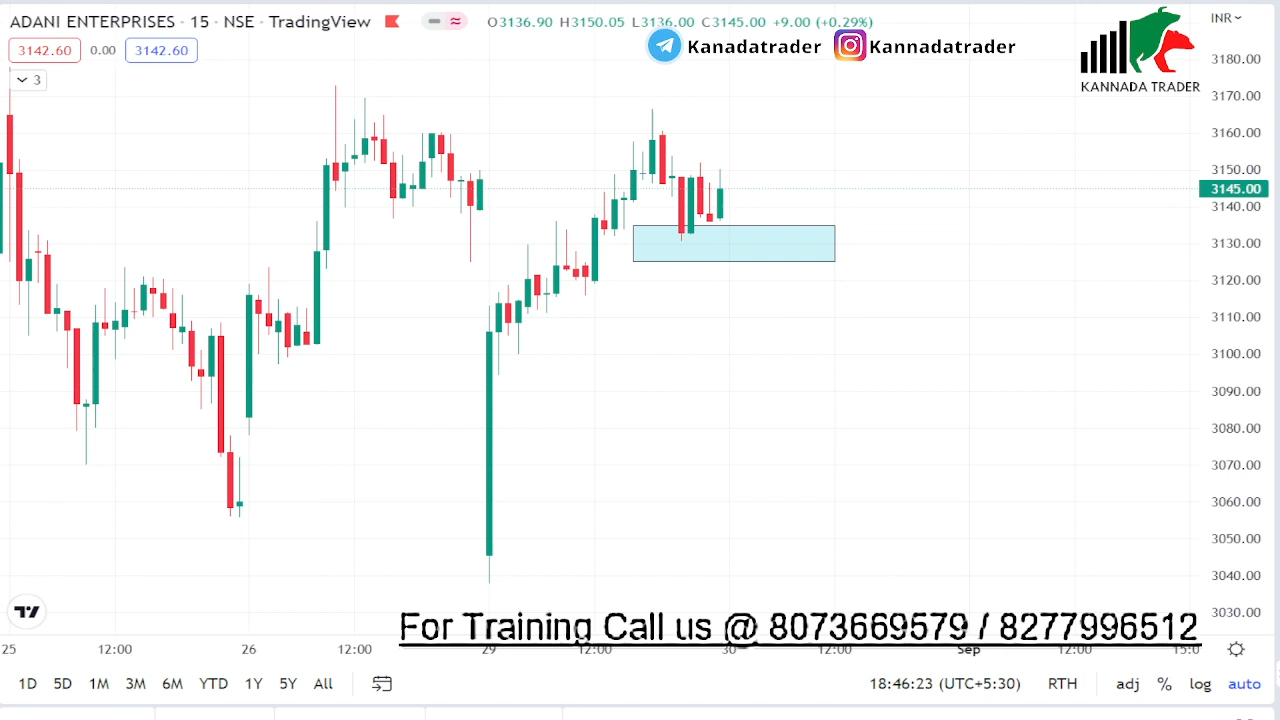 ADANI ENTERPRISES · 15 · NSE · TradingView O3136.90 H3150.05 L3136.00 C3145.00 +9.00 (+0.29%)
INR
3142.60 0.00 3142.60
Kanadatrader Kannadatrader
3
KANNADA TRADER
3180.00
3170.00
3160.00
3150.00
3145.00
3140.00
3130.00
3120.00
3110.00
3100.00
3090.00
3080.00
3070.00
3060.00
3050.00
3040.00
3030.00
For Training Call us @ 8073669579 / 8277996512
25 12:00 26 12:00 29 12:00 30 12:00 Sep 12:00 15:0
1D 5D 1M 3M 6M YTD 1Y 5Y All 18:46:23 (UTC+5:30) RTH adj % log auto